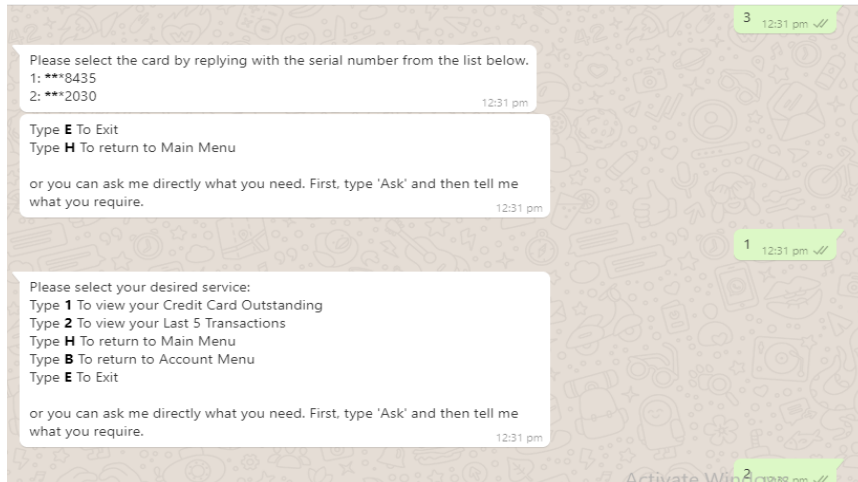 3 12:31 pm
Please select the card by replying with the serial number from the list below.
1: ***8435
2: ***2030
12:31 pm
Type E To Exit
Type H To return to Main Menu
or you can ask me directly what you need. First, type 'Ask' and then tell me
what you require.
12:31 pm
1 12:31 pm
Please select your desired service:
Type 1 To view your Credit Card Outstanding
Type 2 To view your Last 5 Transactions
Type H To return to Main Menu
Type B To return to Account Menu
Type E To Exit
or you can ask me directly what you need. First, type 'Ask' and then tell me
what you require.
12:31 pm
Activate
2 pm